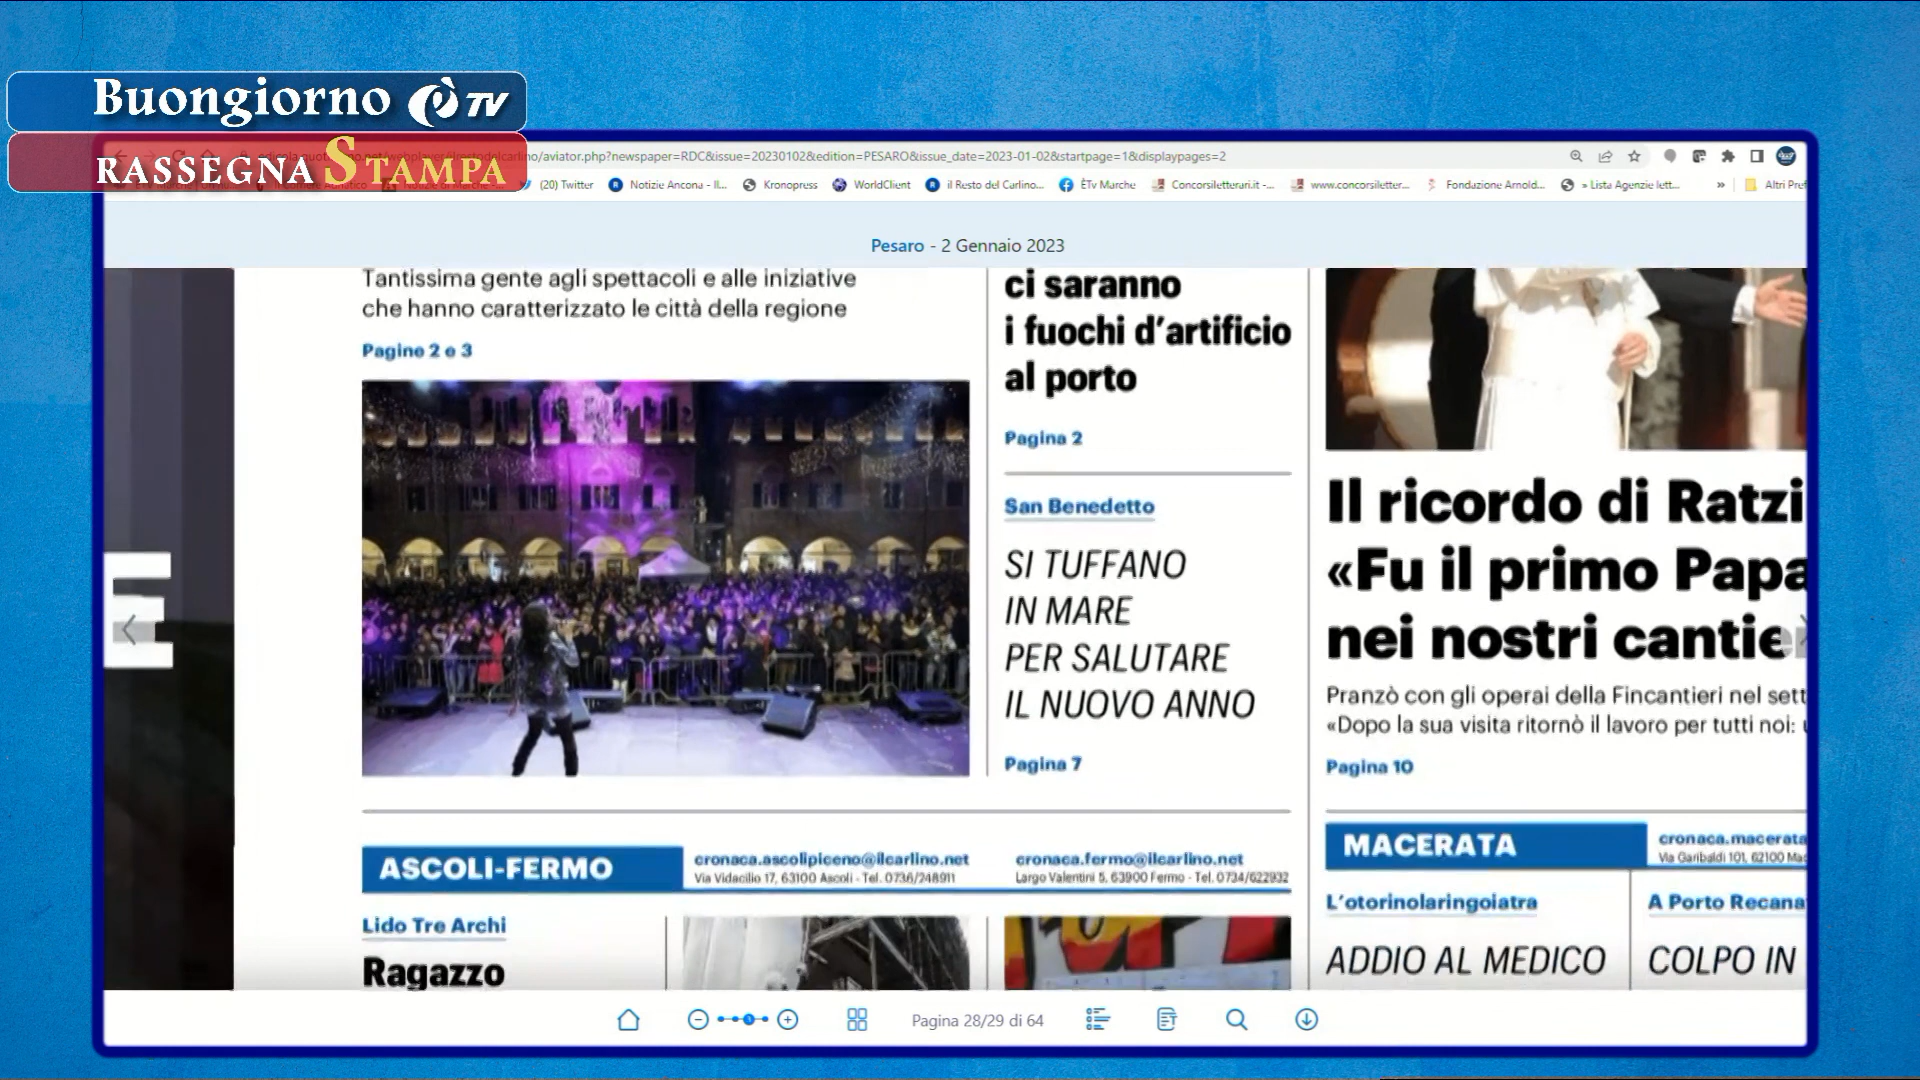 Buongiorno èTV
RASSEGNA STAMPA
/aviator.php?newspaper=RDC&issue=20230102&edition=PESARO&issue_date=2023-01-02&startpage=1&displaypages=2
(20) Twitter
Notizie Ancona - Il...
Kronopress
WorldClient
il Resto del Carlino...
ÈTv Marche
Concorsiletterari.it -...
www.concorsiletter...
Fondazione Arnold...
» Lista Agenzie lett...
»
Altri Pref
Pesaro - 2 Gennaio 2023
Tantissima gente agli spettacoli e alle iniziative
che hanno caratterizzato le città della regione
Pagine 2 e 3
ci saranno
i fuochi d'artificio
al porto
Pagina 2
San Benedetto
SI TUFFANO
IN MARE
PER SALUTARE
IL NUOVO ANNO
Pagina 7
Il ricordo di Ratzi
«Fu il primo Papa
nei nostri cantie
Pranzò con gli operai della Fincantieri nel sett
«Dopo la sua visita ritornò il lavoro per tutti noi:
Pagina 10
ASCOLI-FERMO
cronaca.ascolipiceno@ilcarlino.net
Via Vidacilio 17, 63100 Ascoli - Tel. 0736/248911
cronaca.fermo@ilcarlino.net
Largo Valentini 5, 63900 Fermo - Tel. 0734/622932
MACERATA
cronaca.macerata
Via Garibaldi 101, 62100 Mac
Lido Tre Archi
Ragazzo
L'otorinolaringoiatra
ADDIO AL MEDICO
A Porto Recana
COLPO IN
E
Pagina 28/29 di 64